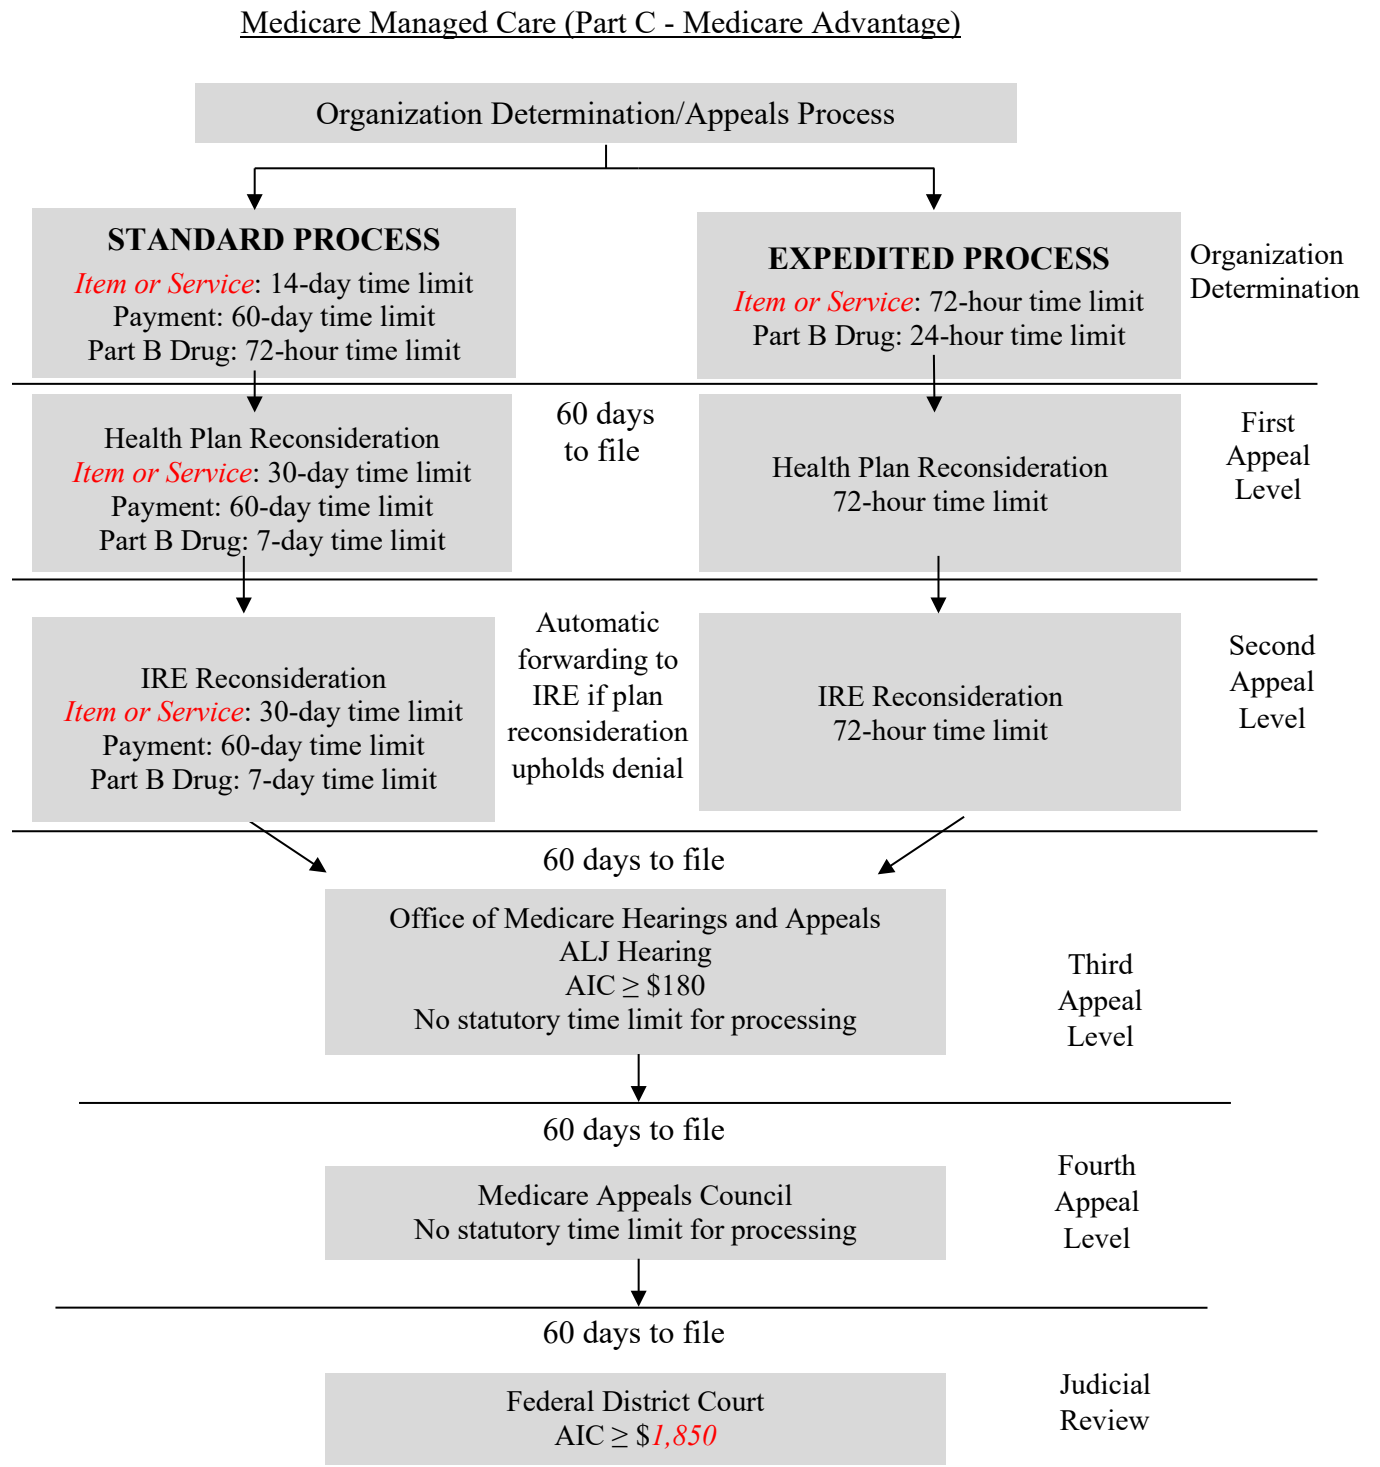 Medicare Managed Care (Part C - Medicare Advantage)
Organization Determination/Appeals Process
STANDARD PROCESS
Item or Service: 14-day time limit
Payment: 60-day time limit
Part B Drug: 72-hour time limit
EXPEDITED PROCESS
Item or Service: 72-hour time limit
Part B Drug: 24-hour time limit
Organization
Determination
Health Plan Reconsideration
Item or Service: 30-day time limit
Payment: 60-day time limit
Part B Drug: 7-day time limit
60 days
to file
Health Plan Reconsideration
72-hour time limit
First
Appeal
Level
IRE Reconsideration
Item or Service: 30-day time limit
Payment: 60-day time limit
Part B Drug: 7-day time limit
Automatic
forwarding to
IRE if plan
reconsideration
upholds denial
IRE Reconsideration
72-hour time limit
Second
Appeal
Level
60 days to file
Office of Medicare Hearings and Appeals
ALJ Hearing
AIC ≥ $180
No statutory time limit for processing
Third
Appeal
Level
60 days to file
Medicare Appeals Council
No statutory time limit for processing
Fourth
Appeal
Level
60 days to file
Federal District Court
AIC ≥ $1,850
Judicial
Review